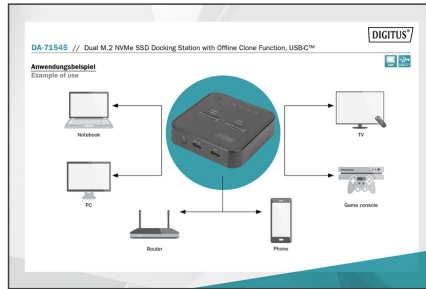 DIGITUS®
DA-71545 // Dual M.2 NVMe SSD Docking Station with Offline Clone Function, USB-C™
Anwendungsbeispiel
Example of use
Notebook
TV
PC
Game console
Router
Phone